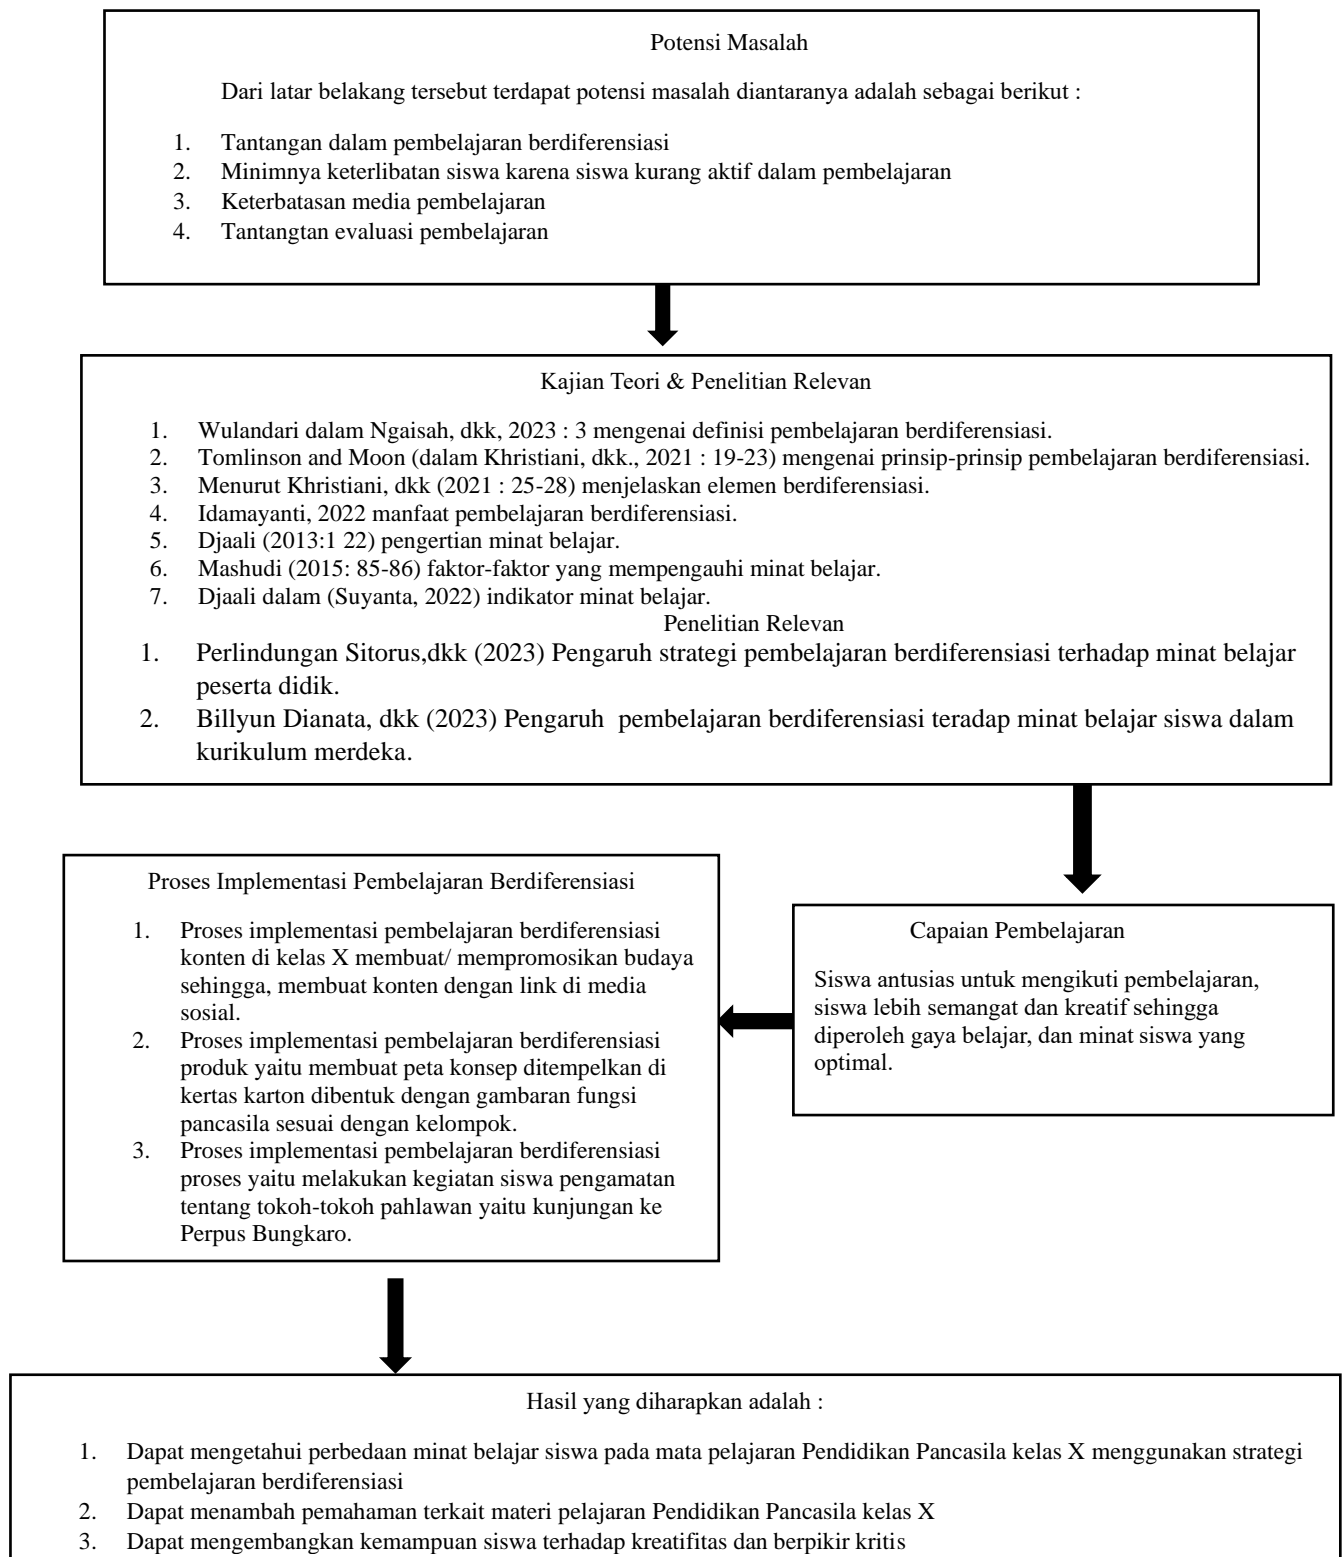 Potensi Masalah
Dari latar belakang tersebut terdapat potensi masalah diantaranya adalah sebagai berikut :
1. Tantangan dalam pembelajaran berdiferensiasi
2. Minimnya keterlibatan siswa karena siswa kurang aktif dalam pembelajaran
3. Keterbatasan media pembelajaran
4. Tantangtan evaluasi pembelajaran
Kajian Teori & Penelitian Relevan
1. Wulandari dalam Ngaisah, dkk, 2023 : 3 mengenai definisi pembelajaran berdiferensiasi.
2. Tomlinson and Moon (dalam Khristiani, dkk., 2021 : 19-23) mengenai prinsip-prinsip pembelajaran berdiferensiasi.
3. Menurut Khristiani, dkk (2021 : 25-28) menjelaskan elemen berdiferensiasi.
4. Idamayanti, 2022 manfaat pembelajaran berdiferensiasi.
5. Djaali (2013:1 22) pengertian minat belajar.
6. Mashudi (2015: 85-86) faktor-faktor yang mempengauhi minat belajar.
7. Djaali dalam (Suyanta, 2022) indikator minat belajar.
Penelitian Relevan
1. Perlindungan Sitorus,dkk (2023) Pengaruh strategi pembelajaran berdiferensiasi terhadap minat belajar
peserta didik.
2. Billyun Dianata, dkk (2023) Pengaruh  pembelajaran berdiferensiasi teradap minat belajar siswa dalam
kurikulum merdeka.
Capaian Pembelajaran
Siswa antusias untuk mengikuti pembelajaran,
siswa lebih semangat dan kreatif sehingga
diperoleh gaya belajar, dan minat siswa yang
optimal.
Proses Implementasi Pembelajaran Berdiferensiasi
1. Proses implementasi pembelajaran berdiferensiasi
konten di kelas X membuat/ mempromosikan budaya
sehingga, membuat konten dengan link di media
sosial.
2. Proses implementasi pembelajaran berdiferensiasi
produk yaitu membuat peta konsep ditempelkan di
kertas karton dibentuk dengan gambaran fungsi
pancasila sesuai dengan kelompok.
3. Proses implementasi pembelajaran berdiferensiasi
proses yaitu melakukan kegiatan siswa pengamatan
tentang tokoh-tokoh pahlawan yaitu kunjungan ke
Perpus Bungkaro.
Hasil yang diharapkan adalah :
1. Dapat mengetahui perbedaan minat belajar siswa pada mata pelajaran Pendidikan Pancasila kelas X menggunakan strategi
pembelajaran berdiferensiasi
2. Dapat menambah pemahaman terkait materi pelajaran Pendidikan Pancasila kelas X
3. Dapat mengembangkan kemampuan siswa terhadap kreatifitas dan berpikir kritis